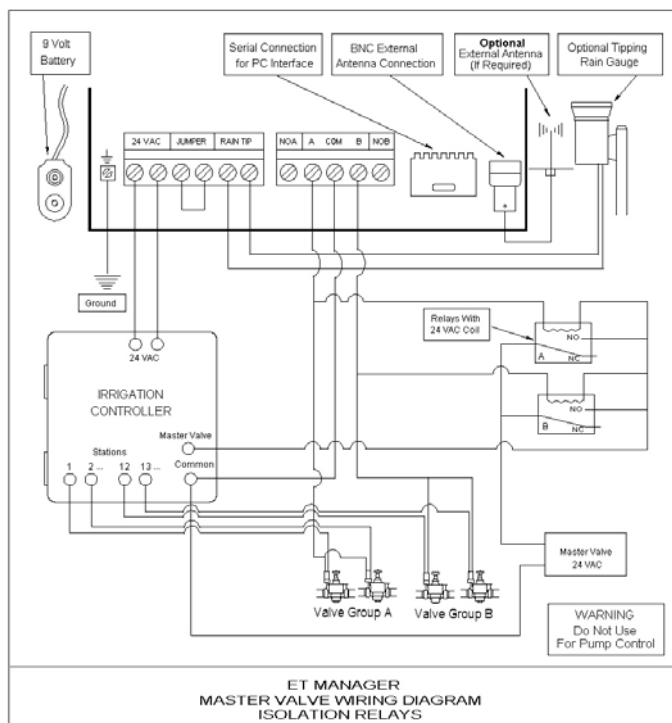 9 Volt
Battery
Serial Connection
for PC Interface
BNC External
Antenna Connection
Optional
External Antenna
(If Required)
Optional Tipping
Rain Gauge
24 VAC
JUMPER
RAIN TIP
NOA
A
COM
B
NOB
Ground
Relays With
24 VAC Coil
NO
A
NC
NO
B
NC
24 VAC
IRRIGATION
CONTROLLER
Master Valve
Stations
Common
1
2 ...
12
13 ...
Master Valve
24 VAC
Valve Group A
Valve Group B
WARNING
Do Not Use
For Pump Control
ET MANAGER
MASTER VALVE WIRING DIAGRAM
ISOLATION RELAYS